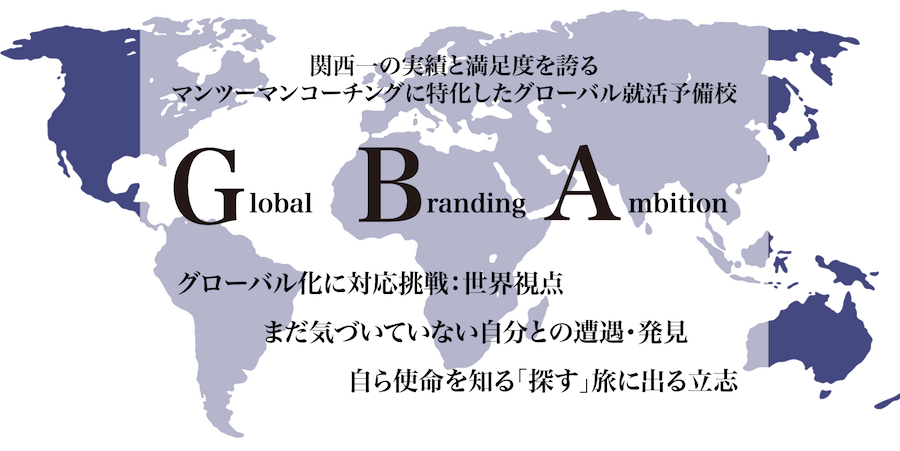 関西一の実績と満足度を誇る
マンツーマンコーチングに特化したグローバル就活予備校
Global Branding Ambition
グローバル化に対応挑戦：世界視点
まだ気づいていない自分との遭遇・発見
自ら使命を知る「探す」旅に出る立志